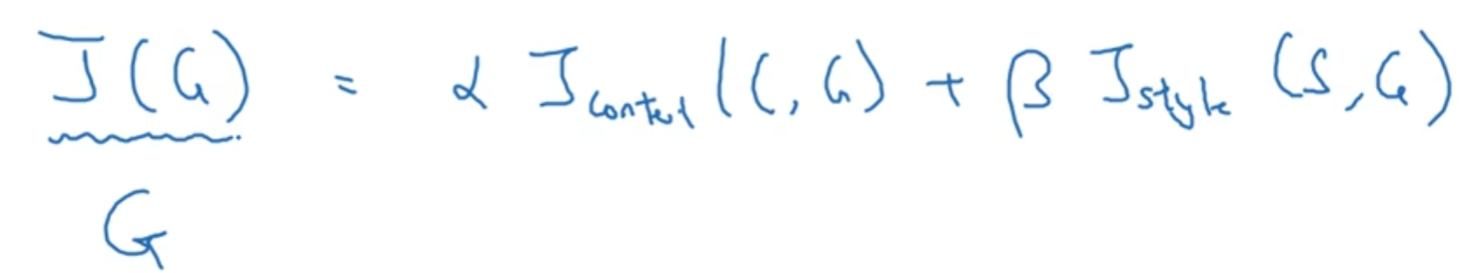 J(G) = α J_content (C, G) + β J_style (S, G)
G